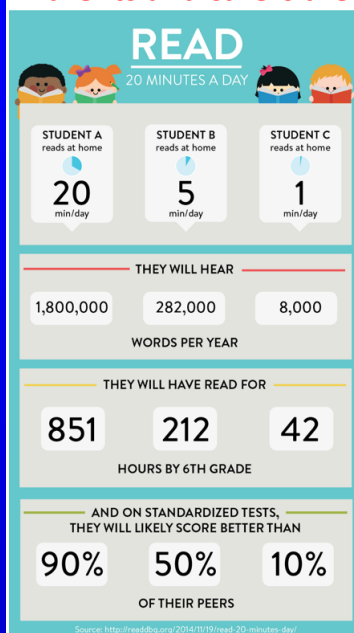 READ
20 MINUTES A DAY
STUDENT A
reads at home
20
min/day
STUDENT B
reads at home
5
min/day
STUDENT C
reads at home
1
min/day
THEY WILL HEAR
1,800,000 282,000 8,000
WORDS PER YEAR
THEY WILL HAVE READ FOR
851 212 42
HOURS BY 6TH GRADE
AND ON STANDARDIZED TESTS,
THEY WILL LIKELY SCORE BETTER THAN
90% 50% 10%
OF THEIR PEERS
Source: http://readdbq.org/2014/11/19/read-20-minutes-day/